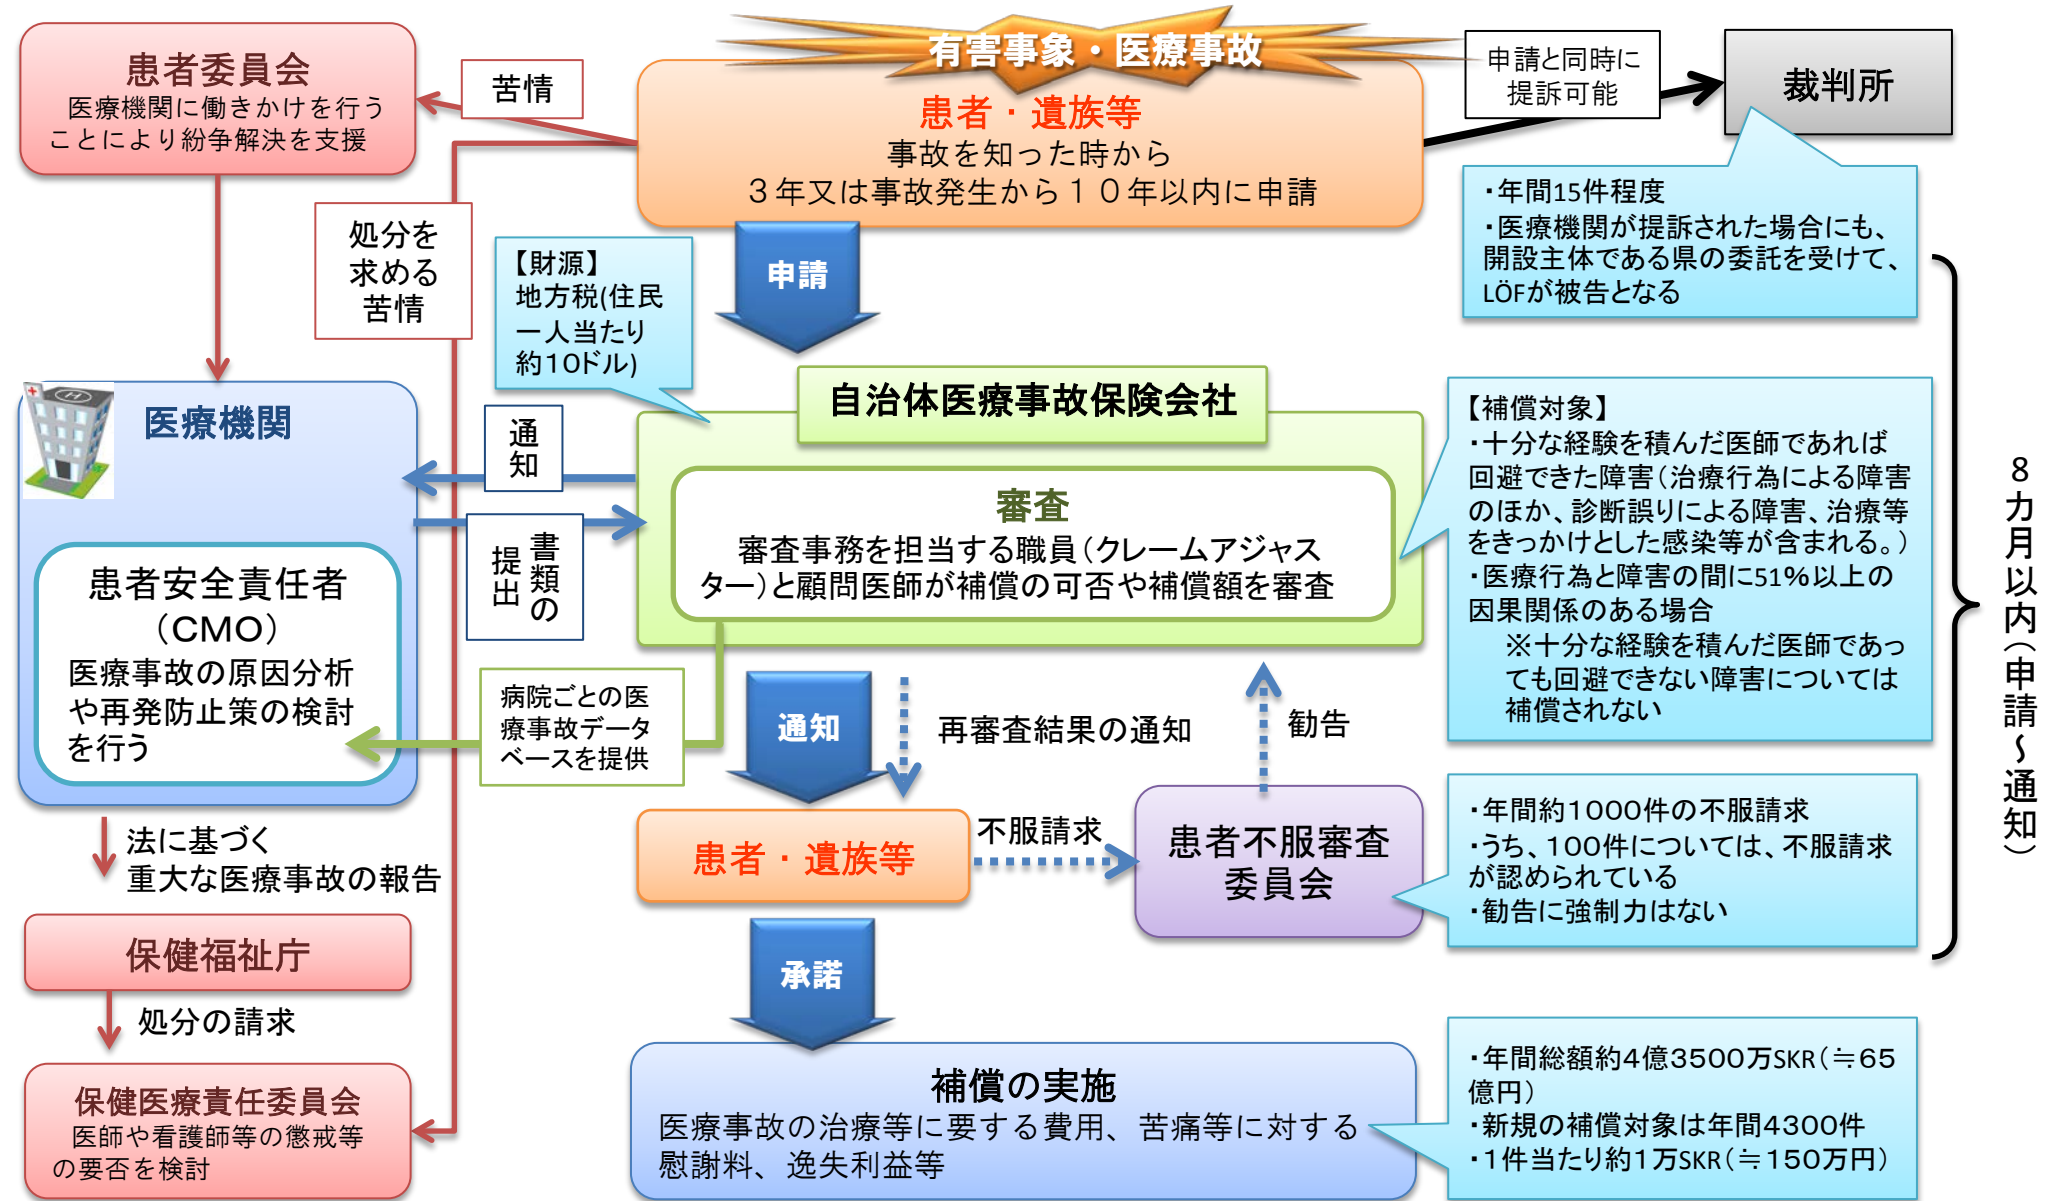 有害事象・医療事故
患者・遺族等
事故を知った時から
３年又は事故発生から１０年以内に申請
患者委員会
医療機関に働きかけを行う
ことにより紛争解決を支援
苦情
申請と同時に
提訴可能
裁判所
・年間15件程度
・医療機関が提訴された場合にも、
開設主体である県の委託を受けて、
LÖFが被告となる
処分を
求める
苦情
【財源】
地方税(住民
一人当たり
約１０ドル)
申請
自治体医療事故保険会社
医療機関
通知
書類の
提出
審査
審査事務を担当する職員（クレームアジャス
ター）と顧問医師が補償の可否や補償額を審査
【補償対象】
・十分な経験を積んだ医師であれば
回避できた障害（治療行為による障害
のほか、診断誤りによる障害、治療等
をきっかけとした感染等が含まれる。）
・医療行為と障害の間に51％以上の
因果関係のある場合
※十分な経験を積んだ医師であっ
ても回避できない障害については
補償されない
8カ月以内（申請～通知）
患者安全責任者
（ＣＭＯ）
医療事故の原因分析
や再発防止策の検討
を行う
病院ごとの医
療事故データ
ベースを提供
通知
再審査結果の通知
勧告
患者・遺族等
不服請求
患者不服審査
委員会
・年間約１０００件の不服請求
・うち、１００件については、不服請求
が認められている
・勧告に強制力はない
法に基づく
重大な医療事故の報告
保健福祉庁
処分の請求
保健医療責任委員会
医師や看護師等の懲戒等
の要否を検討
承諾
補償の実施
医療事故の治療等に要する費用、苦痛等に対する
慰謝料、逸失利益等
・年間総額約４億３５００万SKR（≒６５
億円）
・新規の補償対象は年間４３００件
・１件当たり約１万SKR（≒１５０万円）